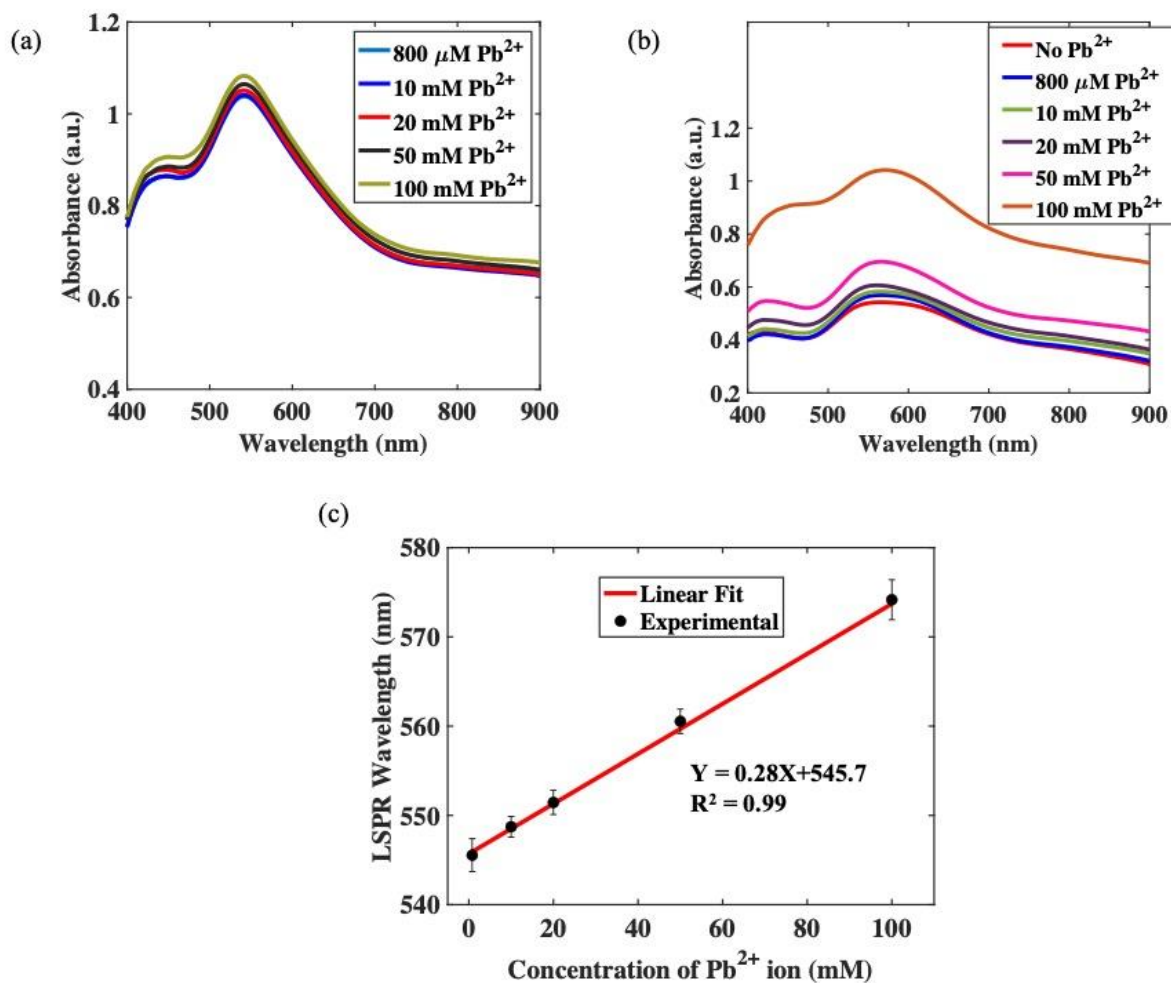 (a)
1.2
1
0.8
0.6
0.4
Absorbance (a.u.)
400 500 600 700 800 900
Wavelength (nm)
800 μM Pb²⁺
10 mM Pb²⁺
20 mM Pb²⁺
50 mM Pb²⁺
100 mM Pb²⁺
(b)
1.2
1
0.8
0.6
0.4
0.2
Absorbance (a.u.)
400 500 600 700 800 900
Wavelength (nm)
No Pb²⁺
800 μM Pb²⁺
10 mM Pb²⁺
20 mM Pb²⁺
50 mM Pb²⁺
100 mM Pb²⁺
(c)
580
570
560
550
540
LSPR Wavelength (nm)
Linear Fit
Experimental
Y = 0.28X+545.7
R² = 0.99
0 20 40 60 80 100
Concentration of Pb²⁺ ion (mM)